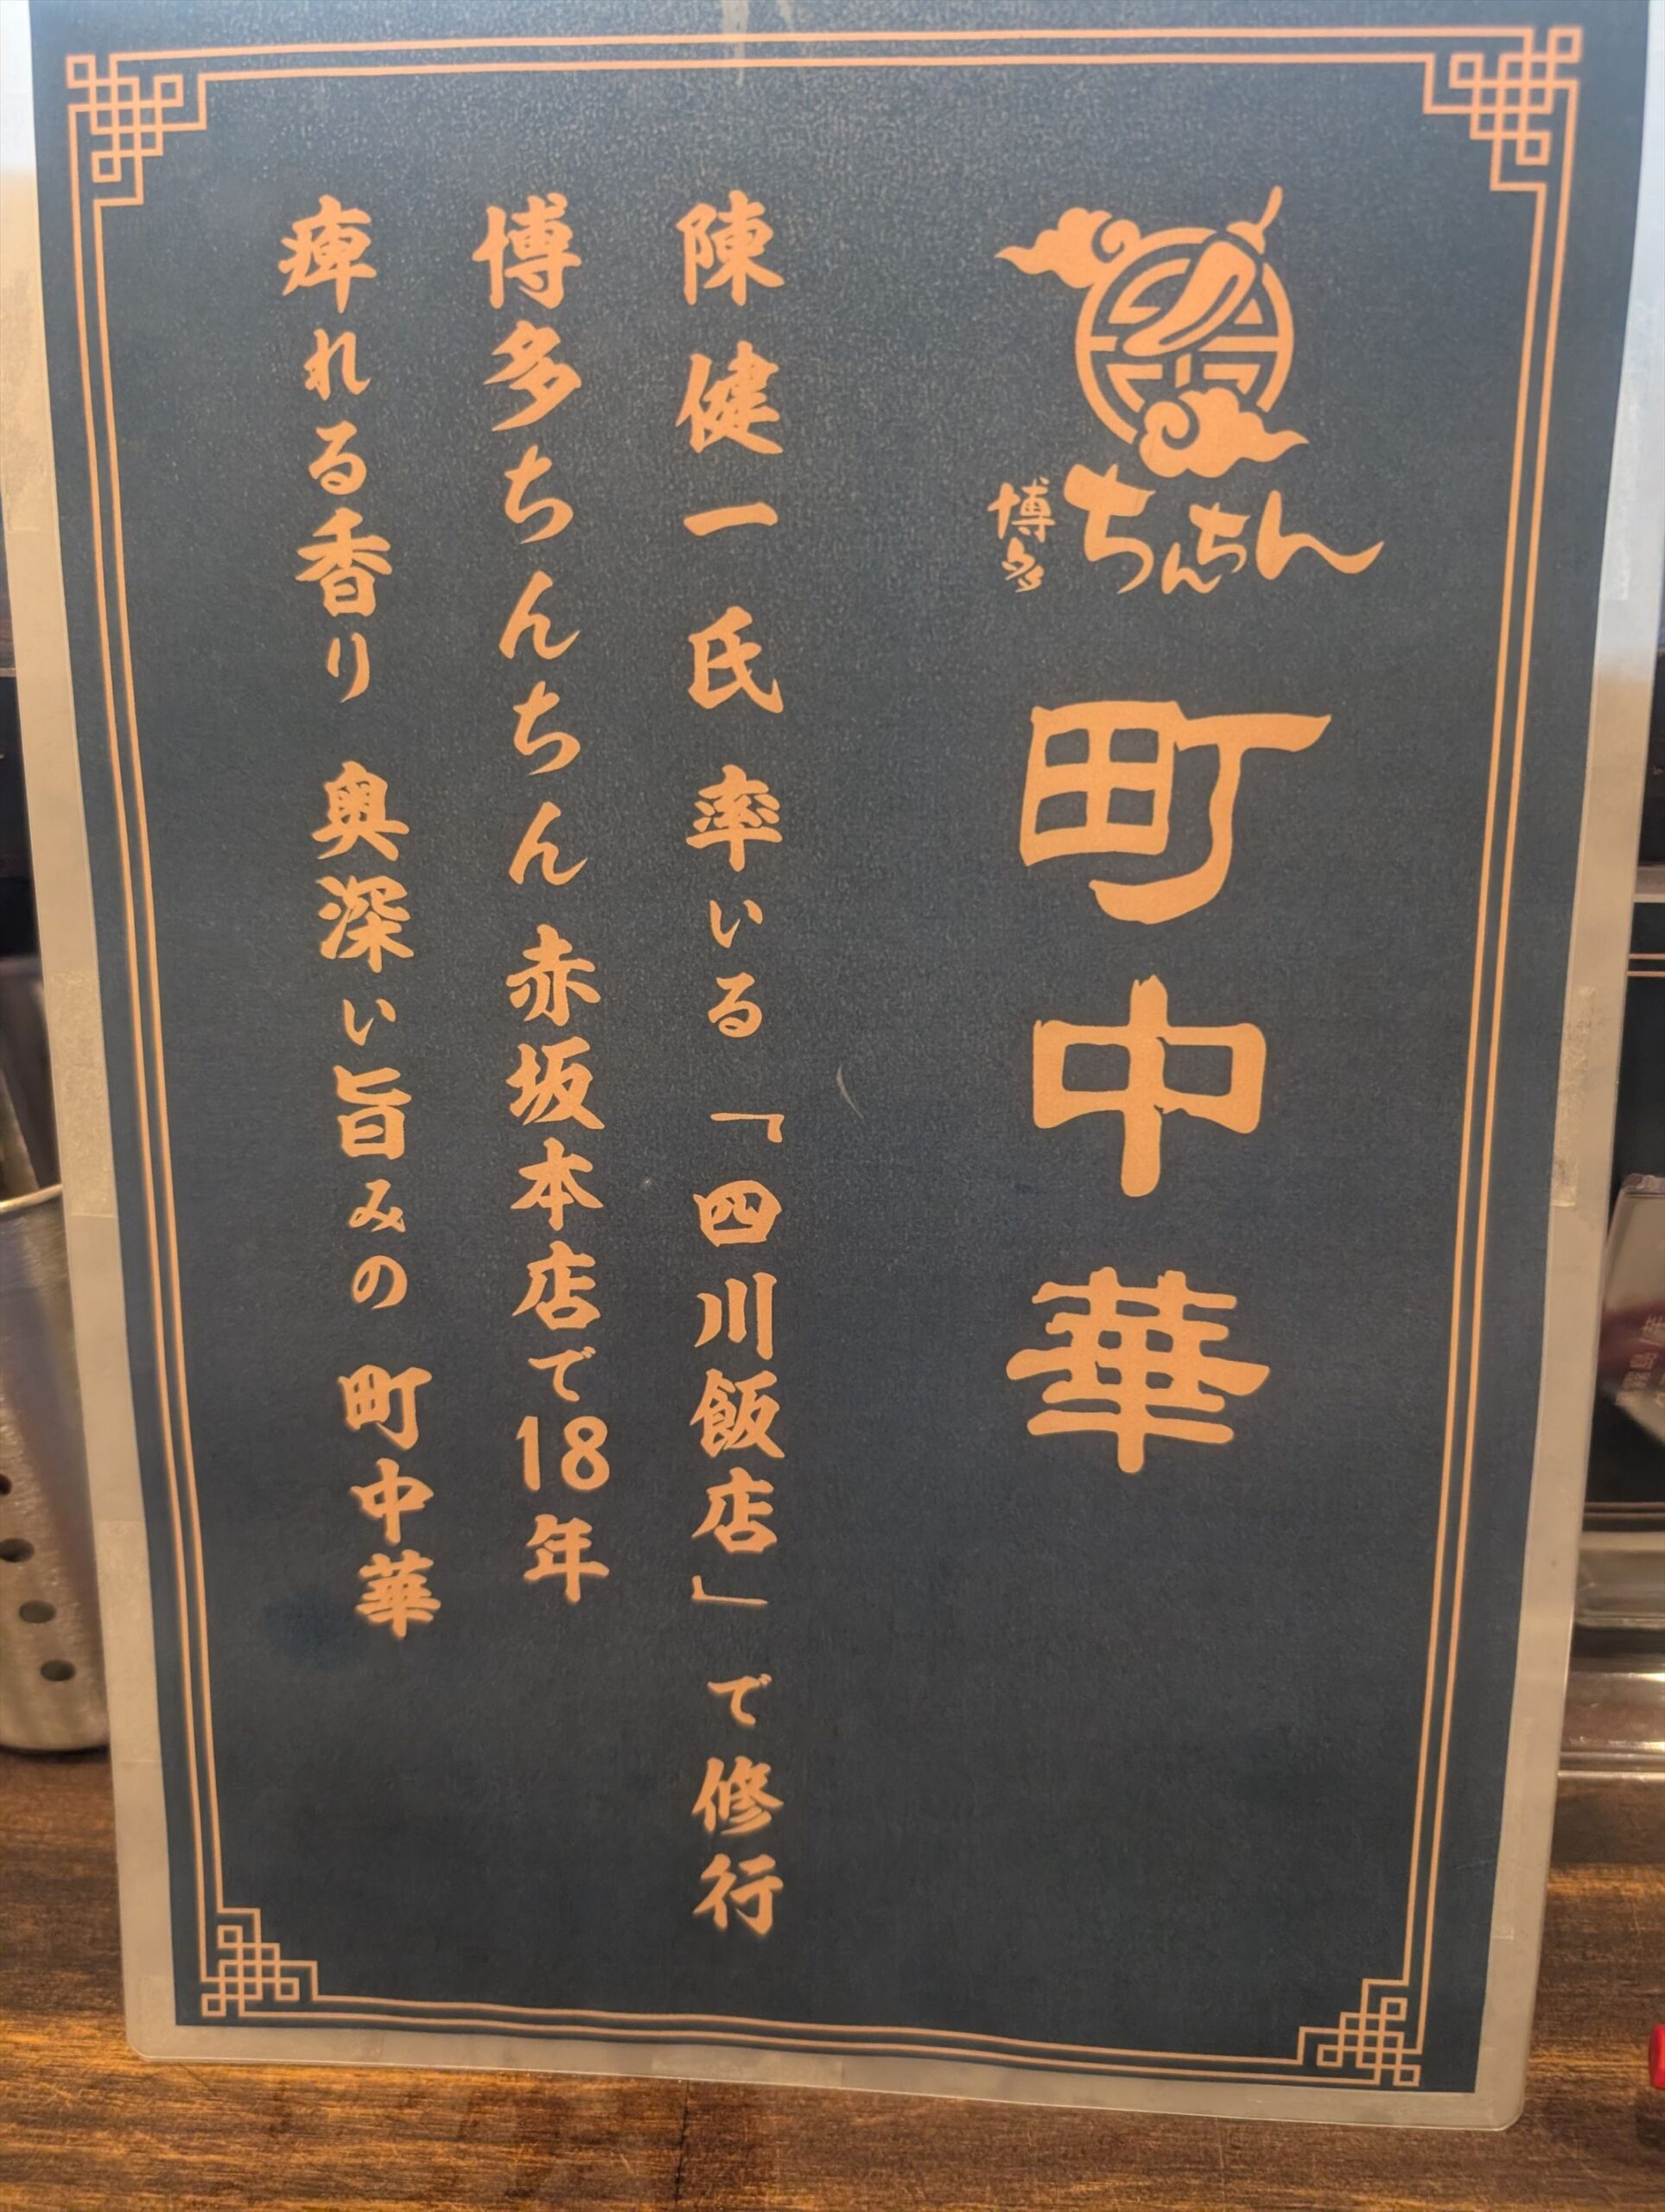 博多ちんちん
町中華
陳健一氏 率いる「四川飯店」で修行
博多ちんちん 赤坂本店で18年
痺れる香り 奥深い旨みの 町中華